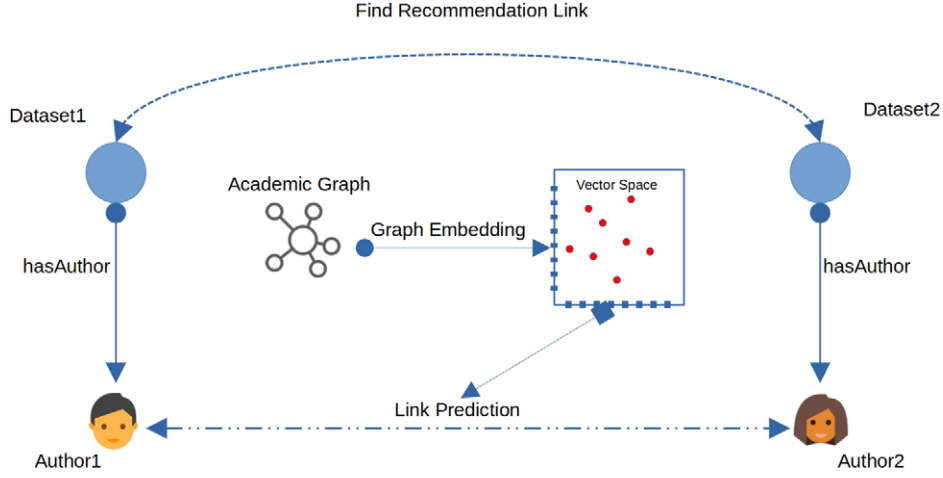 Find Recommendation Link
Dataset1
Dataset2
Academic Graph
Vector Space
Graph Embedding
hasAuthor
hasAuthor
Link Prediction
Author1
Author2